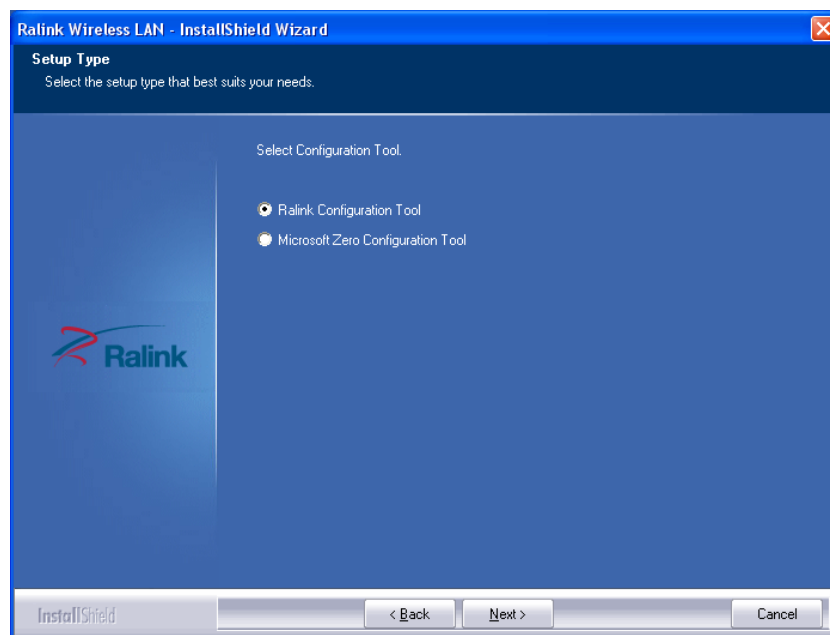 Ralink Wireless LAN - InstallShield Wizard
Setup Type
Select the setup type that best suits your needs.
Select Configuration Tool.
Ralink Configuration Tool
Microsoft Zero Configuration Tool
Ralink
InstallShield
< Back
Next >
Cancel